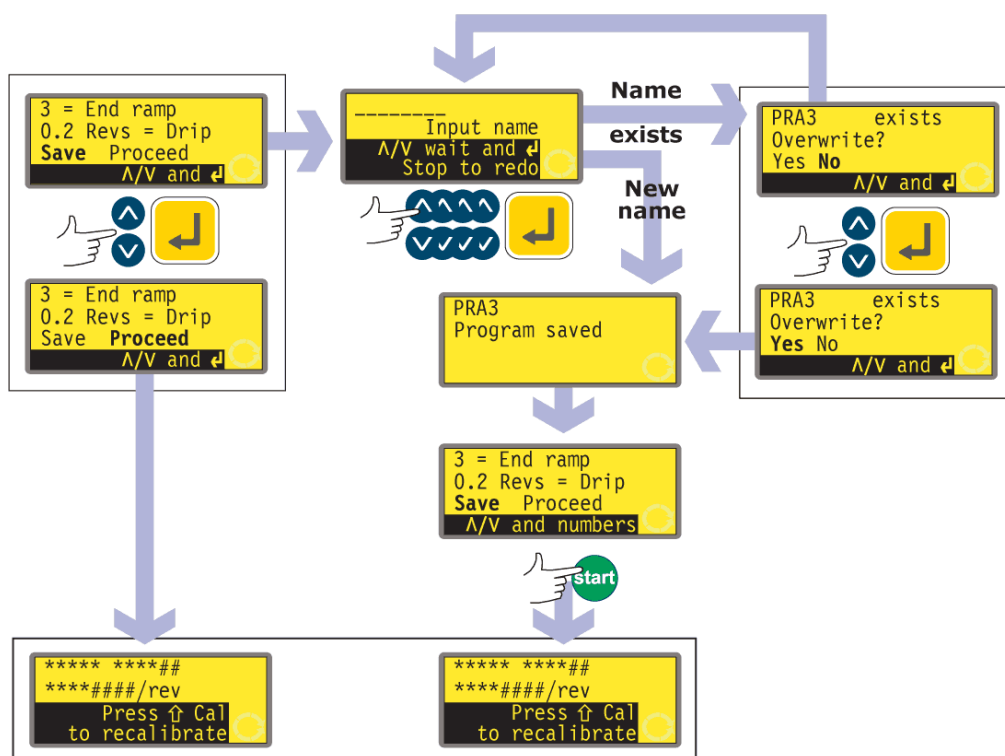 3 = End ramp
0.2 Revs = Drip
Save Proceed
∧/∨ and ↲
3 = End ramp
0.2 Revs = Drip
Save Proceed
∧/∨ and ↲
________
Input name
∧/∨ wait and ↲
Stop to redo
Name
exists
New
name
PRA3 exists
Overwrite?
Yes No
∧/∨ and ↲
PRA3 exists
Overwrite?
Yes No
∧/∨ and ↲
PRA3
Program saved
3 = End ramp
0.2 Revs = Drip
Save Proceed
∧/∨ and numbers
start
***** ****##
****####/rev
Press ⇧ Cal
to recalibrate
***** ****##
****####/rev
Press ⇧ Cal
to recalibrate